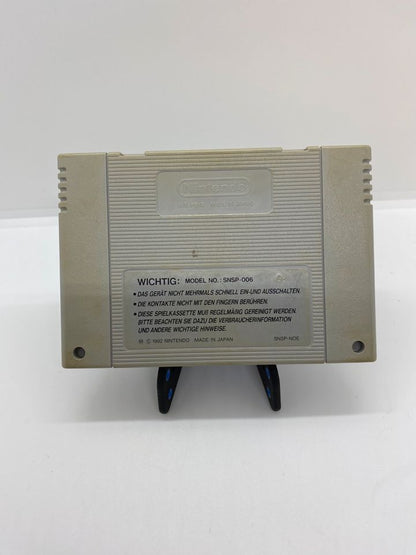 Nintendo
WICHTIG: MODEL NO.: SNSP-006
• DAS GERÄT NICHT MEHRMALS SCHNELL EIN-UND AUSSCHALTEN.
• DIE KONTAKTE NICHT MIT DEN FINGERN BERÜHREN.
• DIESE SPIELKASSETTE MUß REGELMÄßIG GEREINIGT WERDEN.
BITTE BEACHTEN SIE DAZU DIE VERBRAUCHERINFORMATION
UND ANDERE WICHTIGE HINWEISE.
© 1992 NINTENDO MADE IN JAPAN SNSP-NOE